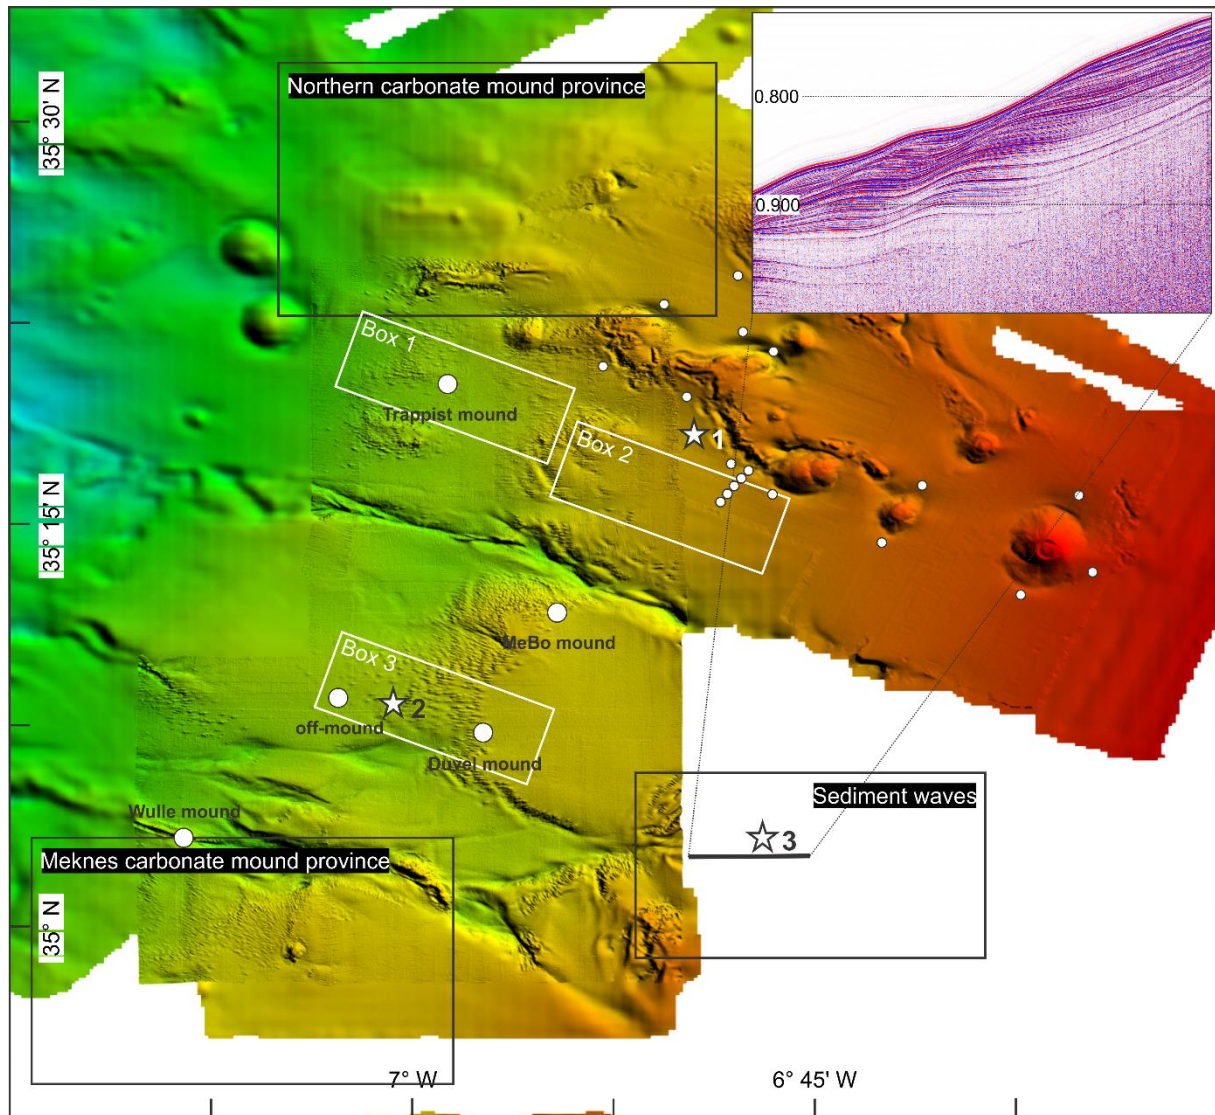 Northern carbonate mound province
0.800
0.900
35° 30' N
Box 1
Trappist mound
Box 2
1
35° 15' N
MeBo mound
Box 3
2
off-mound
Duvel mound
Sediment waves
Wulle mound
3
Meknes carbonate mound province
35° N
7° W
6° 45' W